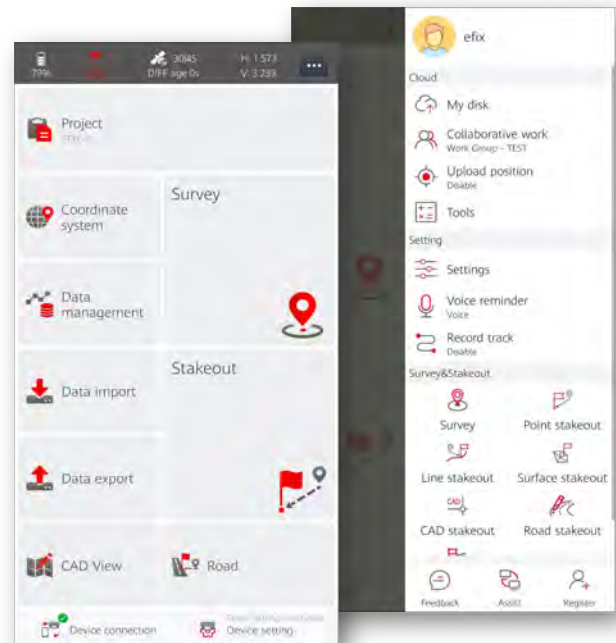 79%
30/45
DIFF age 0s
H: 1.573
V: 3.239
Project
Coordinate
system
Survey
Data
management
Data import
Stakeout
Data export
CAD View
Road
Device connection
Device setting
efix
Cloud
My disk
Collaborative work
Work Group - TEST
Upload position
Disable
Tools
Setting
Settings
Voice reminder
Voice
Record track
Disable
Survey&Stakeout
Survey
Point stakeout
Line stakeout
Surface stakeout
CAD
CAD stakeout
Road stakeout
Feedback
Assist
Register